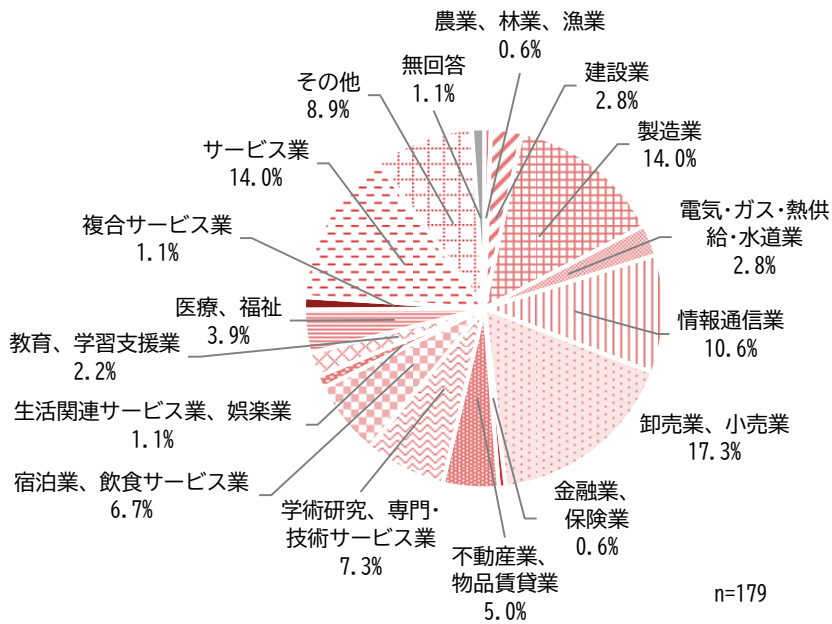 農業、林業、漁業
0.6%
建設業
2.8%
製造業
14.0%
電気・ガス・熱供
給・水道業
2.8%
情報通信業
10.6%
卸売業、小売業
17.3%
金融業、
保険業
0.6%
不動産業、
物品賃貸業
5.0%
学術研究、専門・
技術サービス業
7.3%
宿泊業、飲食サービス業
6.7%
生活関連サービス業、娯楽業
1.1%
教育、学習支援業
2.2%
医療、福祉
3.9%
複合サービス業
1.1%
サービス業
14.0%
その他
8.9%
無回答
1.1%
n=179